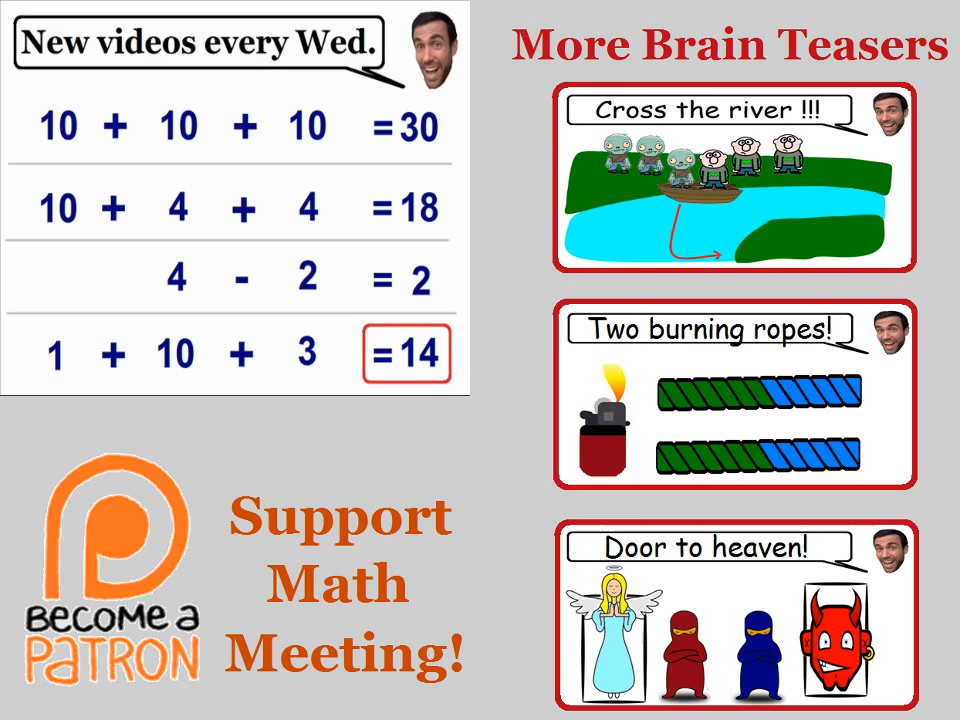 New videos every Wed.
10 + 10 + 10 = 30
10 + 4 + 4 = 18
4 - 2 = 2
1 + 10 + 3 = 14
BECOME A
PATRON
Support
Math
Meeting!
More Brain Teasers
Cross the river !!!
Two burning ropes!
Door to heaven!